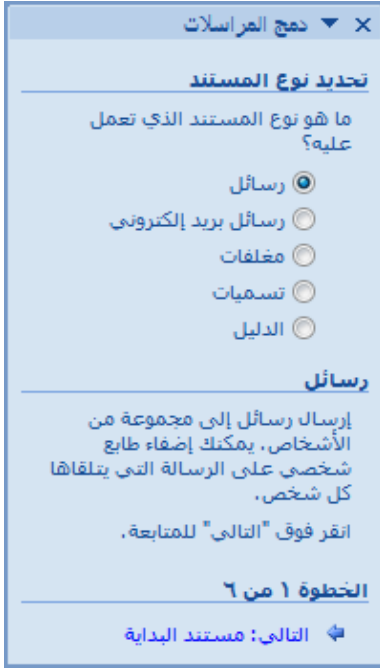 دمج المراسلات
تحديد نوع المستند
ما هو نوع المستند الذي تعمل
عليه؟
رسائل
رسائل بريد إلكتروني
مغلفات
تسميات
الدليل
رسائل
إرسال رسائل إلى مجموعة من
الأشخاص. يمكنك إضفاء طابع
شخصي على الرسالة التي يتلقاها
كل شخص.
انقر فوق "التالي" للمتابعة.
الخطوة ١ من ٦
التالي: مستند البداية